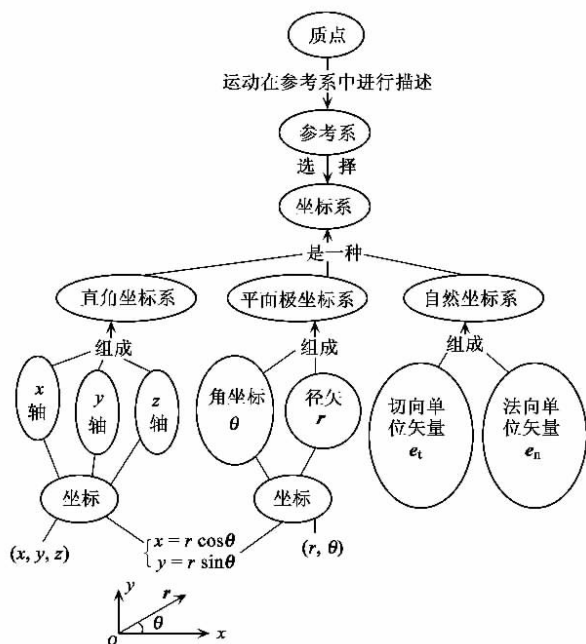 质点
运动在参考系中进行描述
参考系
选 择
坐标系
是一种
直角坐标系
平面极坐标系
自然坐标系
组成
组成
组成
x
轴
y
轴
z
轴
角坐标
θ
径矢
r
切向单
位矢量
e_t
法向单
位矢量
e_n
坐标
坐标
(x, y, z)
x = r cosθ
y = r sinθ
(r, θ)
y
r
θ
O
x